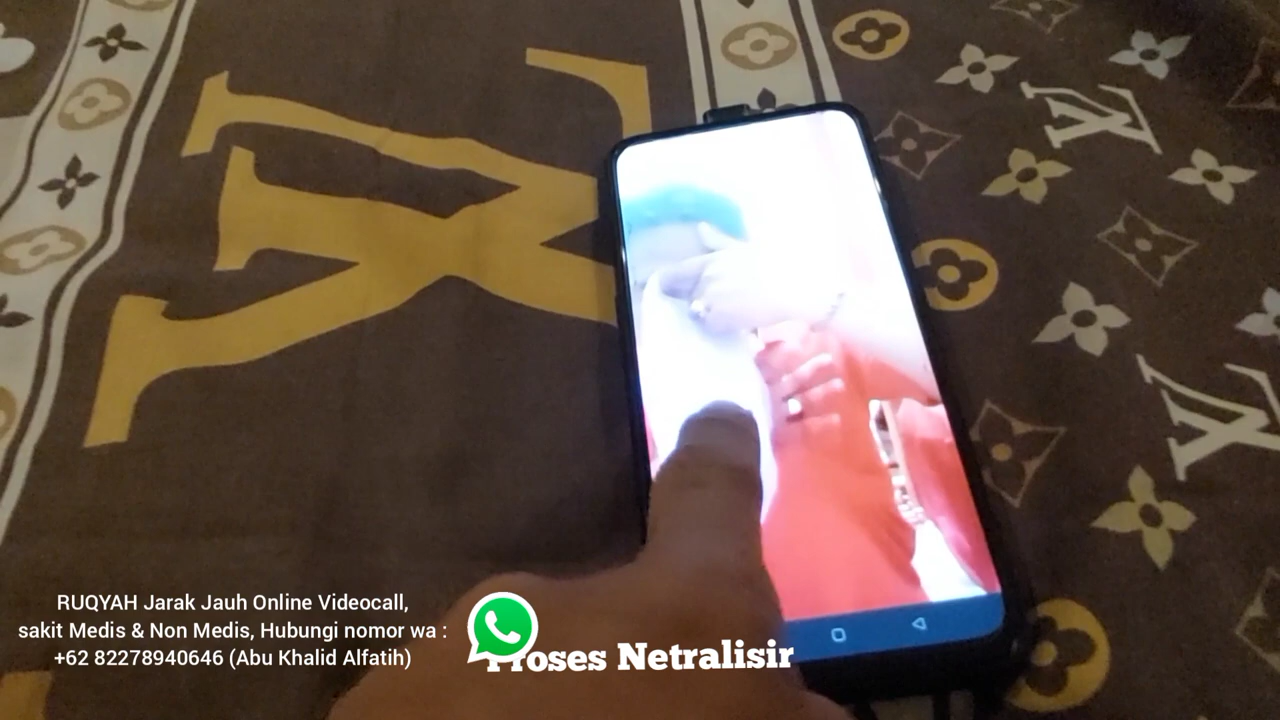 RUQYAH Jarak Jauh Online Videocall,
sakit Medis & Non Medis, Hubungi nomor wa :
+62 82278940646 (Abu Khalid Alfatih)
Proses Netralisir